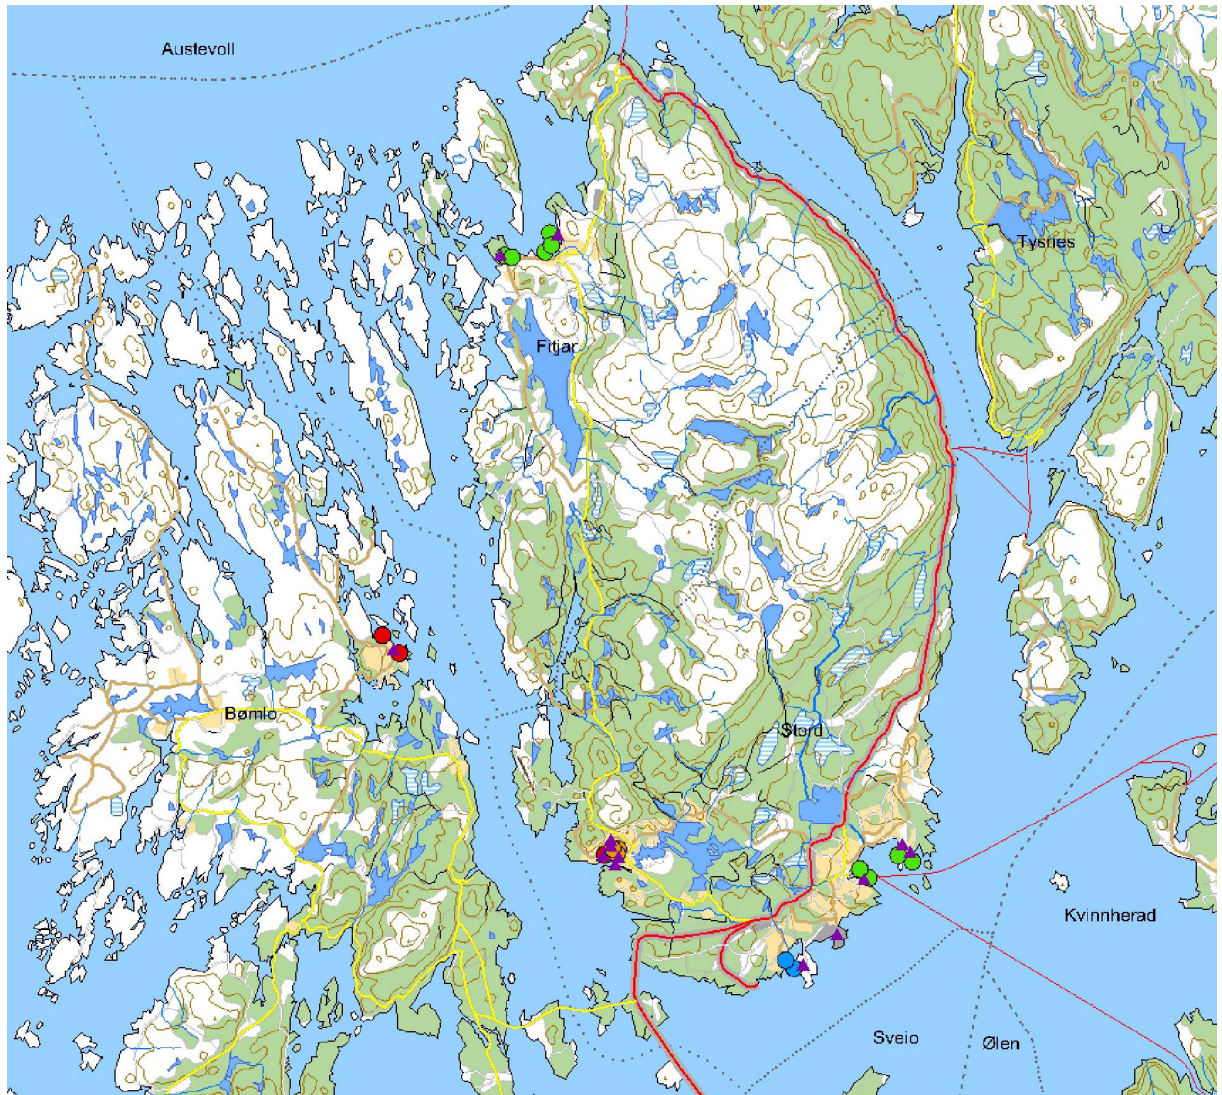 Austevoll
Tysnes
Fitjar
Bømlo
Stord
Kvinnherad
Sveio
Ølen